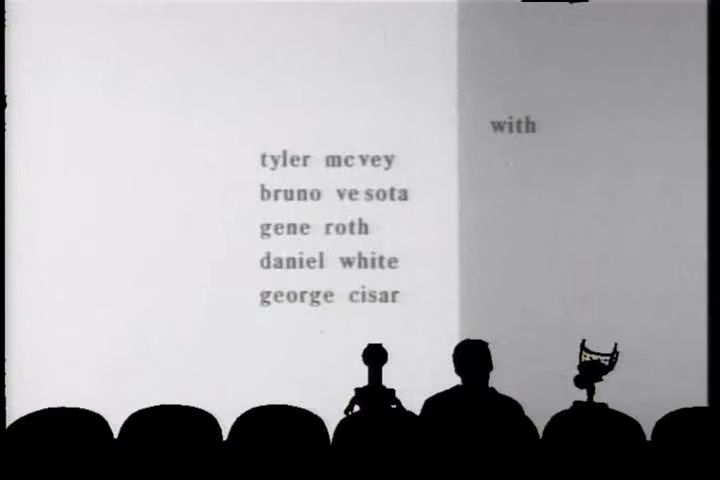 with
tyler mcvey
bruno vesota
gene roth
daniel white
george cisar